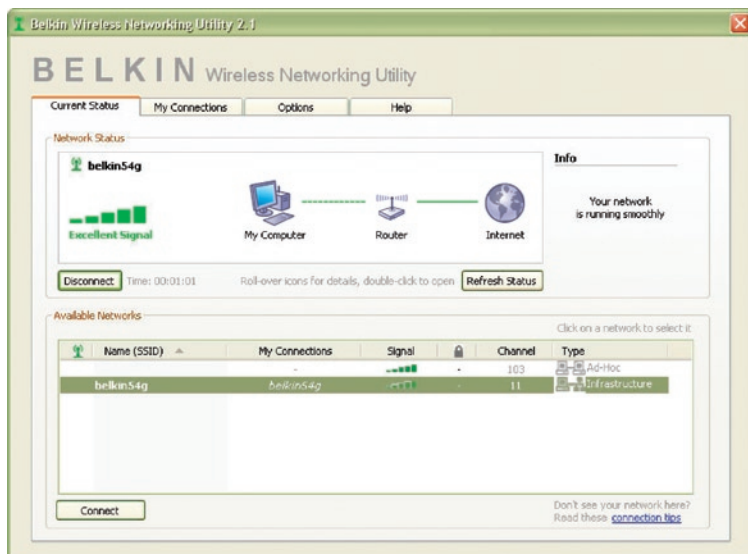 Belkin Wireless Networking Utility 2.1
BELKIN Wireless Networking Utility
Current Status My Connections Options Help
Network Status
belkin54g
Info
Your network
is running smoothly
Excellent Signal My Computer Router Internet
Disconnect Time: 00:01:01 Roll-over icons for details, double-click to open Refresh Status
Available Networks
Click on a network to select it
Name (SSID) My Connections Signal Channel Type
- - 103 Ad-Hoc
belkin54g belkin54g - 11 Infrastructure
Connect
Don't see your network here?
Read these connection tips